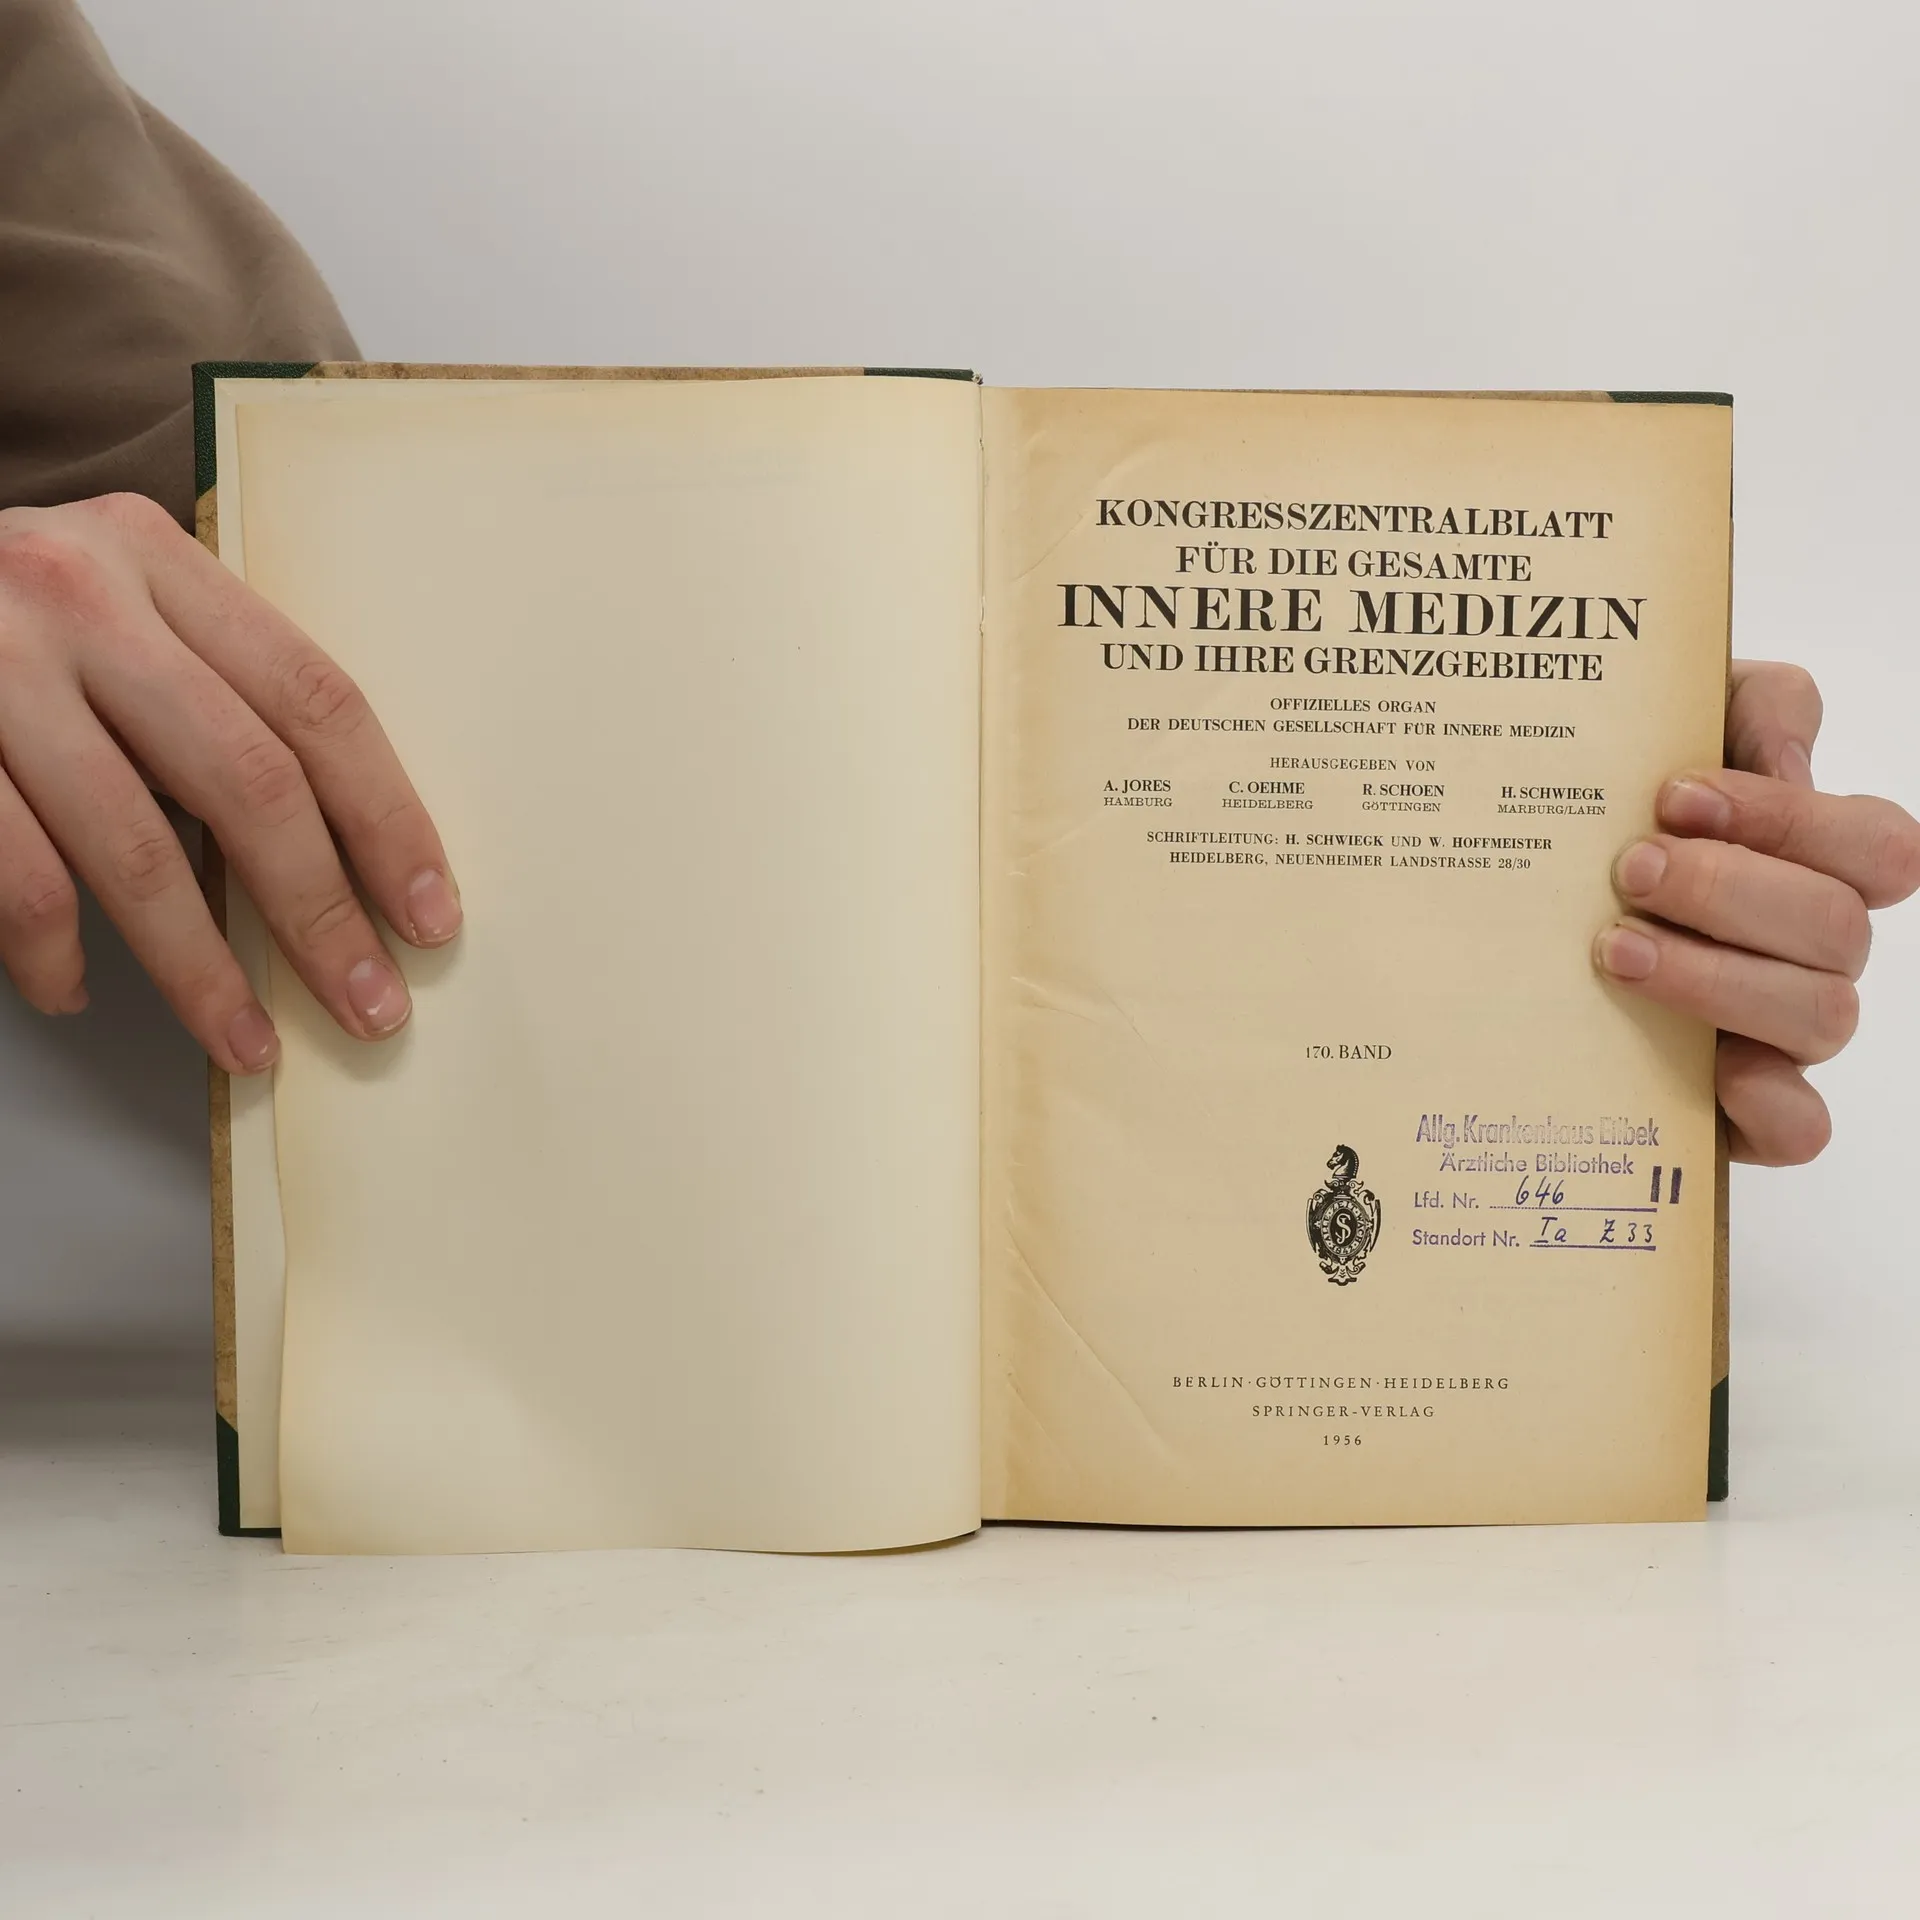 KONGRESSZENTRALBLATT
FÜR DIE GESAMTE
INNERE MEDIZIN
UND IHRE GRENZGEBIETE
OFFIZIELLES ORGAN
DER DEUTSCHEN GESELLSCHAFT FÜR INNERE MEDIZIN
HERAUSGEGEBEN VON
A. JORES C. OEHME R. SCHOEN H. SCHWIEGK
HAMBURG HEIDELBERG GÖTTINGEN MARBURG/LAHN
SCHRIFTLEITUNG: H. SCHWIEGK UND W. HOFFMEISTER
HEIDELBERG, NEUENHEIMER LANDSTRASSE 28/30
170. BAND
Allg. Krankenhaus Eilbek
Ärztliche Bibliothek II
Lfd. Nr. 646
Standort Nr. Ia Z 33
BERLIN · GÖTTINGEN · HEIDELBERG
SPRINGER-VERLAG
1956